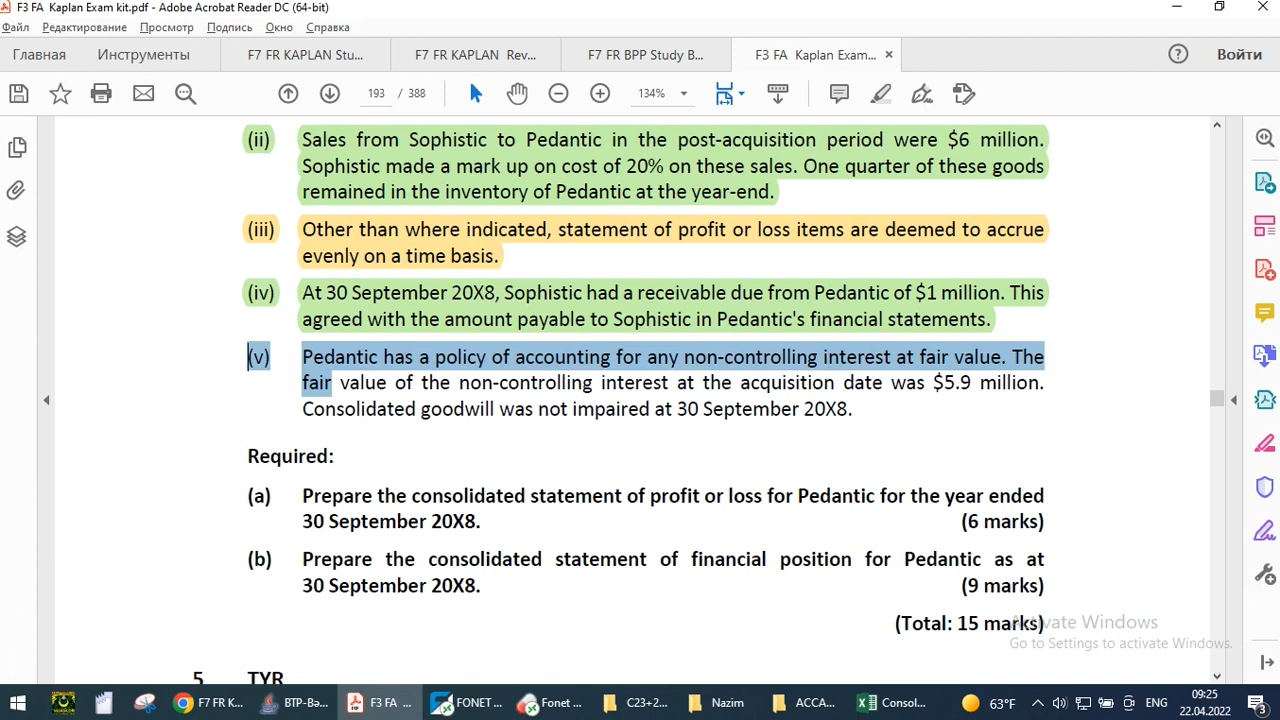 F3 FA Kaplan Exam kit.pdf - Adobe Acrobat Reader DC (64-bit)
Файл Редактирование Просмотр Подпись Окно Справка
Главная Инструменты F7 FR KAPLAN Stu... F7 FR KAPLAN Rev... F7 FR BPP Study B... F3 FA Kaplan Exam... Войти
193 / 388 134%
(ii) Sales from Sophistic to Pedantic in the post-acquisition period were $6 million.
Sophistic made a mark up on cost of 20% on these sales. One quarter of these goods
remained in the inventory of Pedantic at the year-end.
(iii) Other than where indicated, statement of profit or loss items are deemed to accrue
evenly on a time basis.
(iv) At 30 September 20X8, Sophistic had a receivable due from Pedantic of $1 million. This
agreed with the amount payable to Sophistic in Pedantic's financial statements.
(v) Pedantic has a policy of accounting for any non-controlling interest at fair value. The
fair value of the non-controlling interest at the acquisition date was $5.9 million.
Consolidated goodwill was not impaired at 30 September 20X8.
Required:
(a) Prepare the consolidated statement of profit or loss for Pedantic for the year ended
30 September 20X8. (6 marks)
(b) Prepare the consolidated statement of financial position for Pedantic as at
30 September 20X8. (9 marks)
(Total: 15 marks)
Activate Windows
Go to Settings to activate Windows.
5 TYR
F7 FR K... BTP-Bə... F3 FA ... FONET ... Fonet ... C23+2... Nazim ACCA... Consol... 63°F ENG 09:25
22.04.2022 3